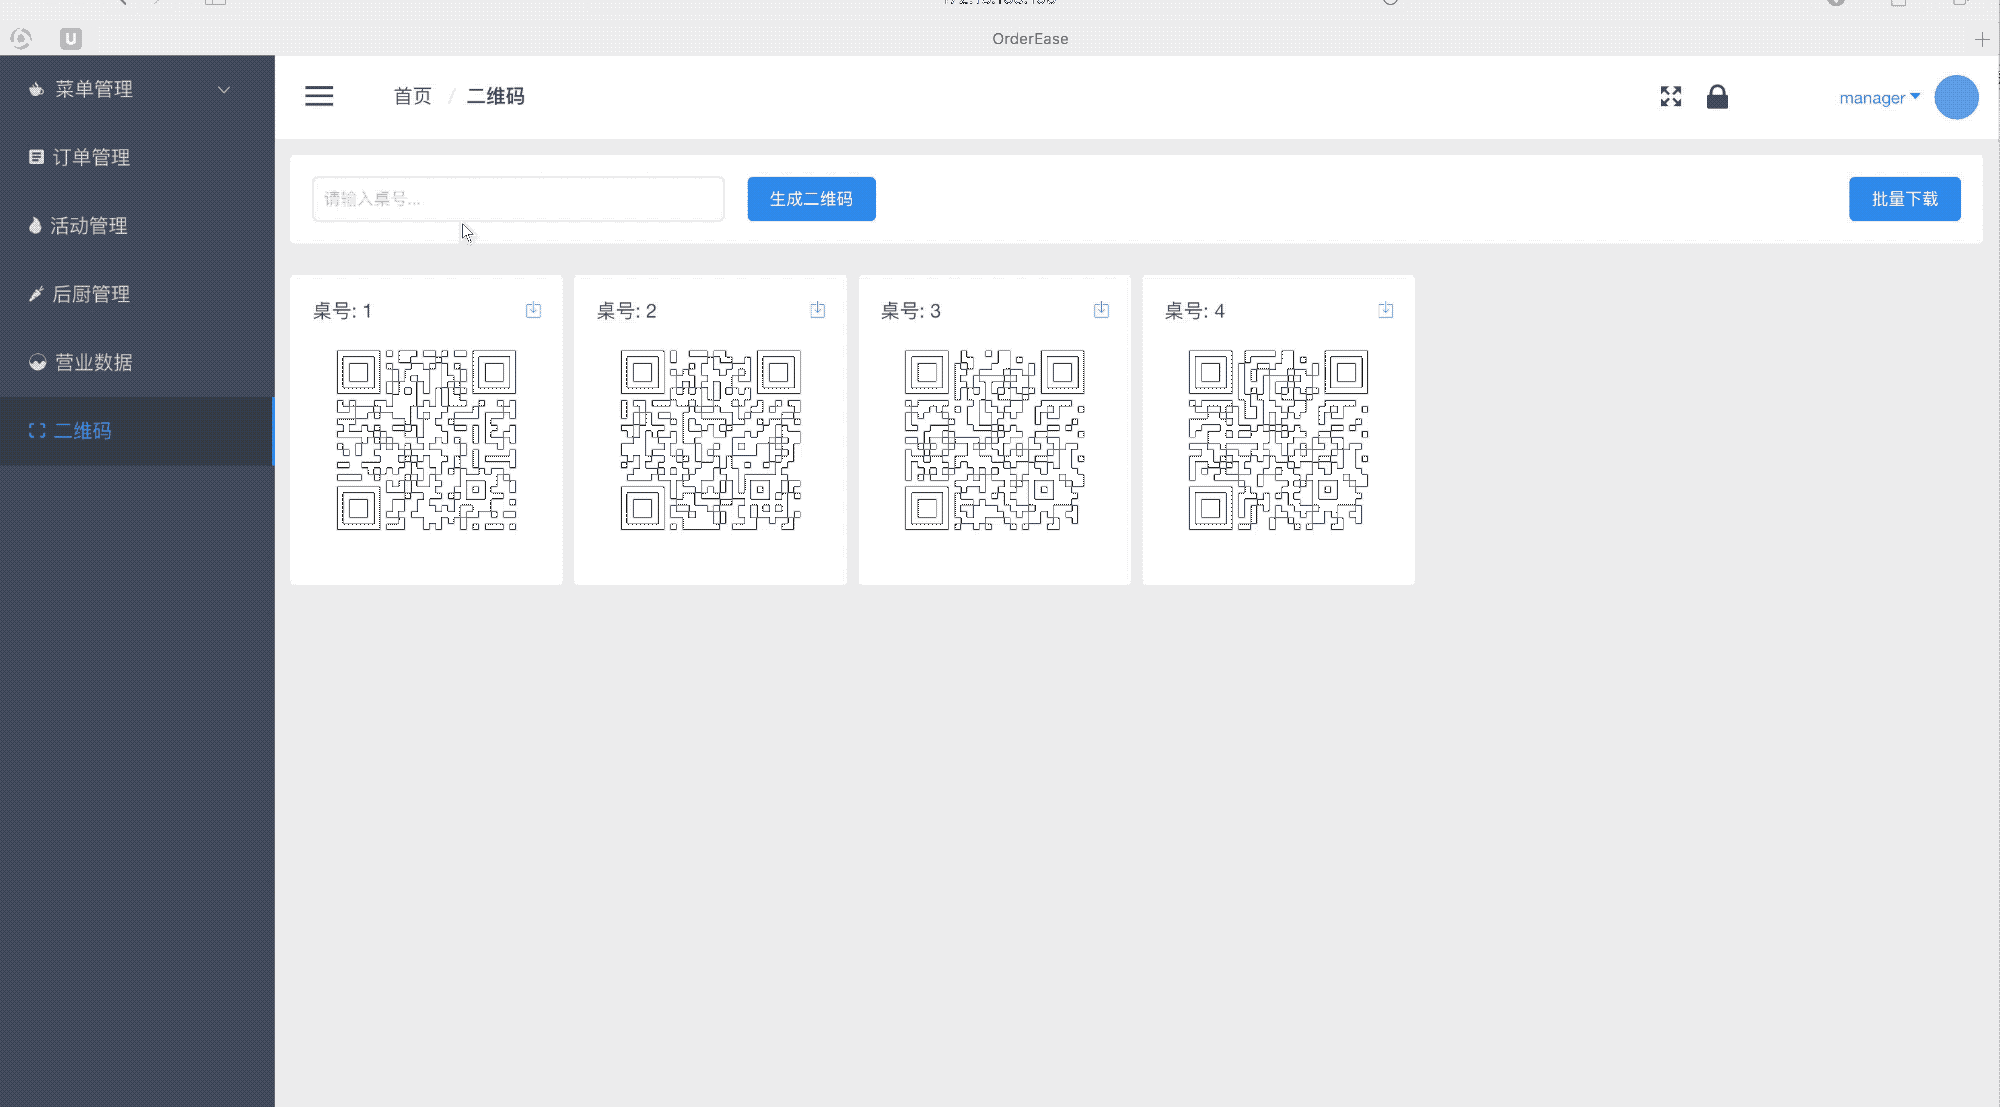 U
OrderEase
菜单管理
订单管理
活动管理
后厨管理
营业数据
二维码
首页 / 二维码
manager
请输入桌号...
生成二维码
批量下载
桌号: 1
桌号: 2
桌号: 3
桌号: 4